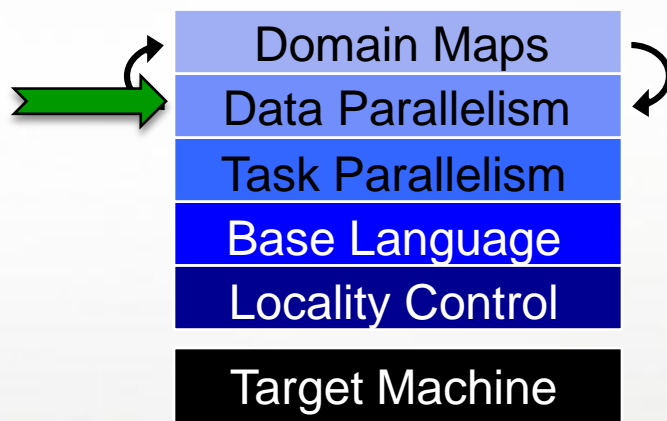 Domain Maps
Data Parallelism
Task Parallelism
Base Language
Locality Control
Target Machine